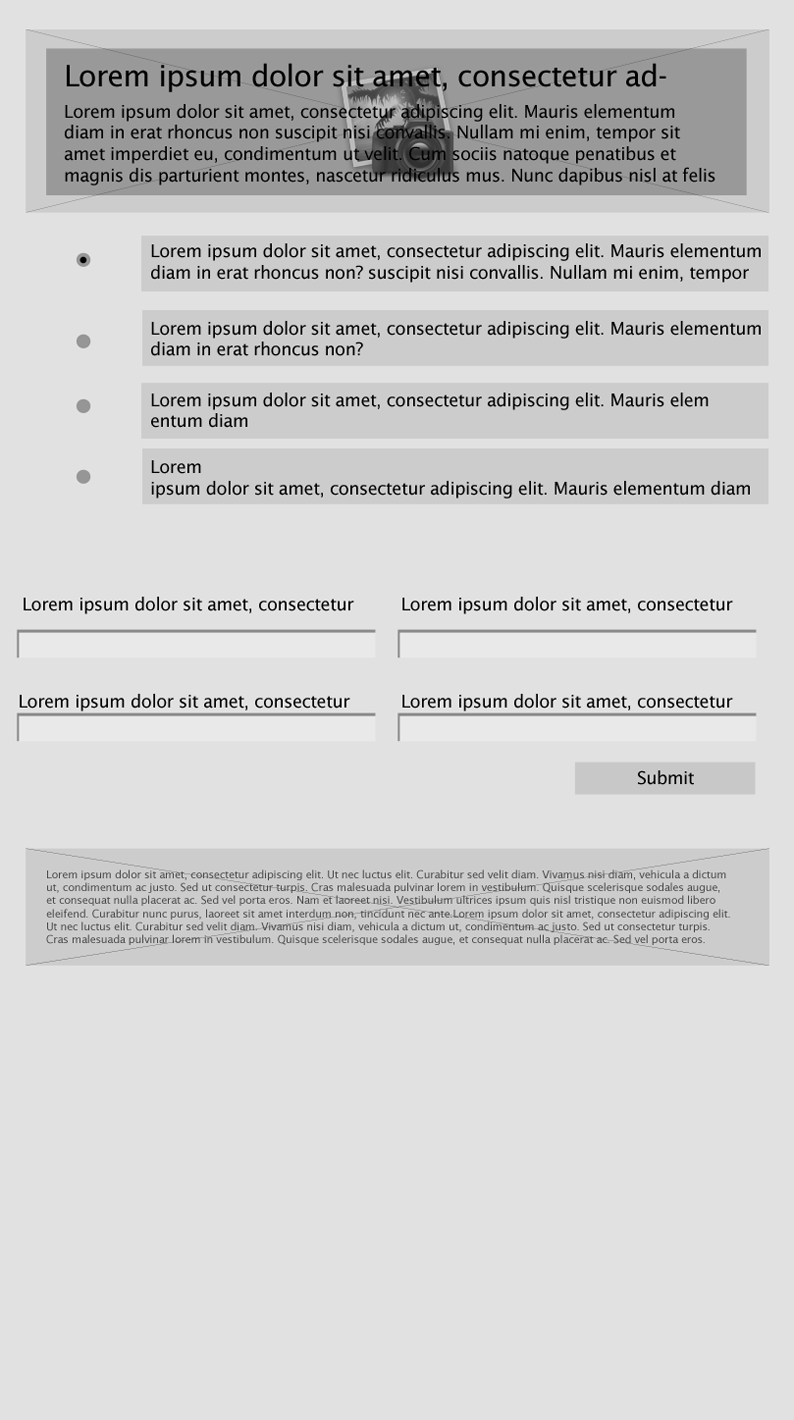 Lorem ipsum dolor sit amet, consectetur ad-
Lorem ipsum dolor sit amet, consectetur adipiscing elit. Mauris elementum
diam in erat rhoncus non suscipit nisi convallis. Nullam mi enim, tempor sit
amet imperdiet eu, condimentum ut velit. Cum sociis natoque penatibus et
magnis dis parturient montes, nascetur ridiculus mus. Nunc dapibus nisl at felis
Lorem ipsum dolor sit amet, consectetur adipiscing elit. Mauris elementum
diam in erat rhoncus non? suscipit nisi convallis. Nullam mi enim, tempor
Lorem ipsum dolor sit amet, consectetur adipiscing elit. Mauris elementum
diam in erat rhoncus non?
Lorem ipsum dolor sit amet, consectetur adipiscing elit. Mauris elem
entum diam
Lorem
ipsum dolor sit amet, consectetur adipiscing elit. Mauris elementum diam
Lorem ipsum dolor sit amet, consectetur
Lorem ipsum dolor sit amet, consectetur
Lorem ipsum dolor sit amet, consectetur
Lorem ipsum dolor sit amet, consectetur
Submit
Lorem ipsum dolor sit amet, consectetur adipiscing elit. Ut nec luctus elit. Curabitur sed velit diam. Vivamus nisi diam, vehicula a dictum
ut, condimentum ac justo. Sed ut consectetur turpis. Cras malesuada pulvinar lorem in vestibulum. Quisque scelerisque sodales augue,
et consequat nulla placerat ac. Sed vel porta eros. Nam et laoreet nisi. Vestibulum ultrices ipsum quis nisl tristique non euismod libero
eleifend. Curabitur nunc purus, laoreet sit amet interdum non, tincidunt nec ante.Lorem ipsum dolor sit amet, consectetur adipiscing elit.
Ut nec luctus elit. Curabitur sed velit diam. Vivamus nisi diam, vehicula a dictum ut, condimentum ac justo. Sed ut consectetur turpis.
Cras malesuada pulvinar lorem in vestibulum. Quisque scelerisque sodales augue, et consequat nulla placerat ac. Sed vel porta eros.